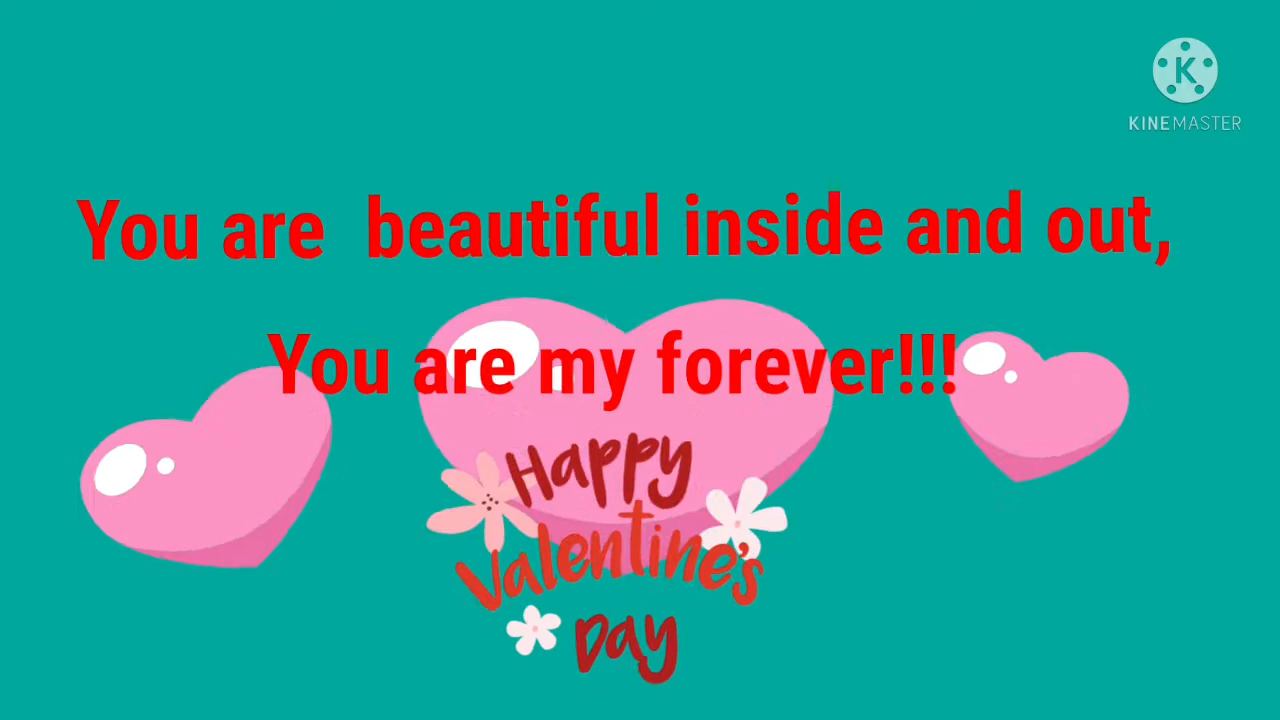 K
KINEMASTER
You are  beautiful inside and out,
You are my forever!!!
Happy
Valentine's
Day